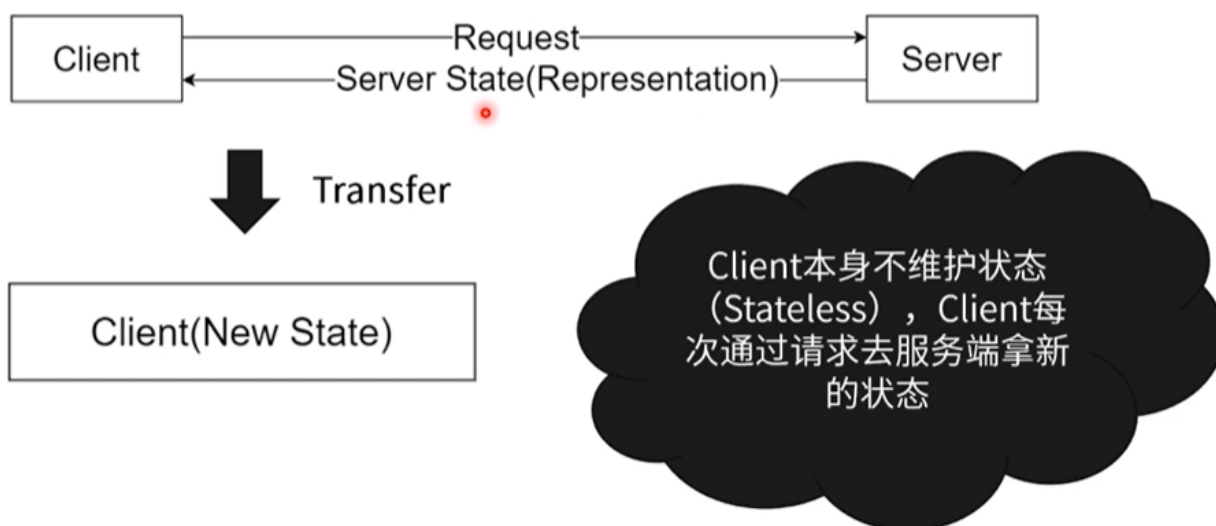 Client
Request
Server
Server State(Representation)
Transfer
Client(New State)
Client本身不维护状态
（Stateless），Client每
次通过请求去服务端拿新
的状态